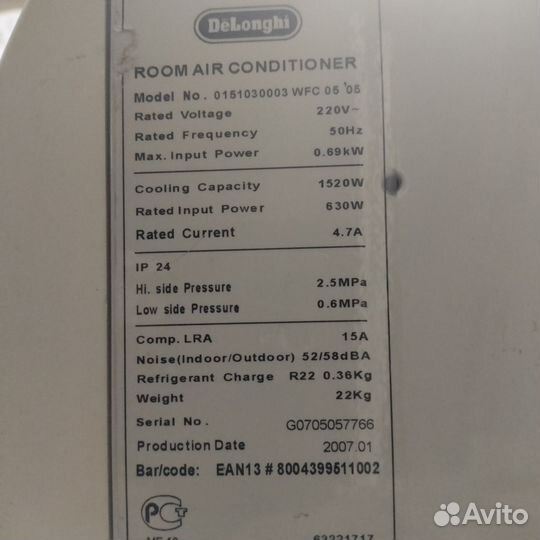 DeLonghi
ROOM AIR CONDITIONER
Model No. 0151030003 WFC 05 '05
Rated Voltage 220V~
Rated Frequency 50Hz
Max. Input Power 0.69kW
Cooling Capacity 1520W
Rated Input Power 630W
Rated Current 4.7A
IP 24
Hi. side Pressure 2.5MPa
Low side Pressure 0.6MPa
Comp. LRA 15A
Noise(Indoor/Outdoor) 52/58dBA
Refrigerant Charge R22 0.36Kg
Weight 22Kg
Serial No. G0705057766
Production Date 2007.01
Bar/code: EAN13 # 8004399511002
63221717
Avito